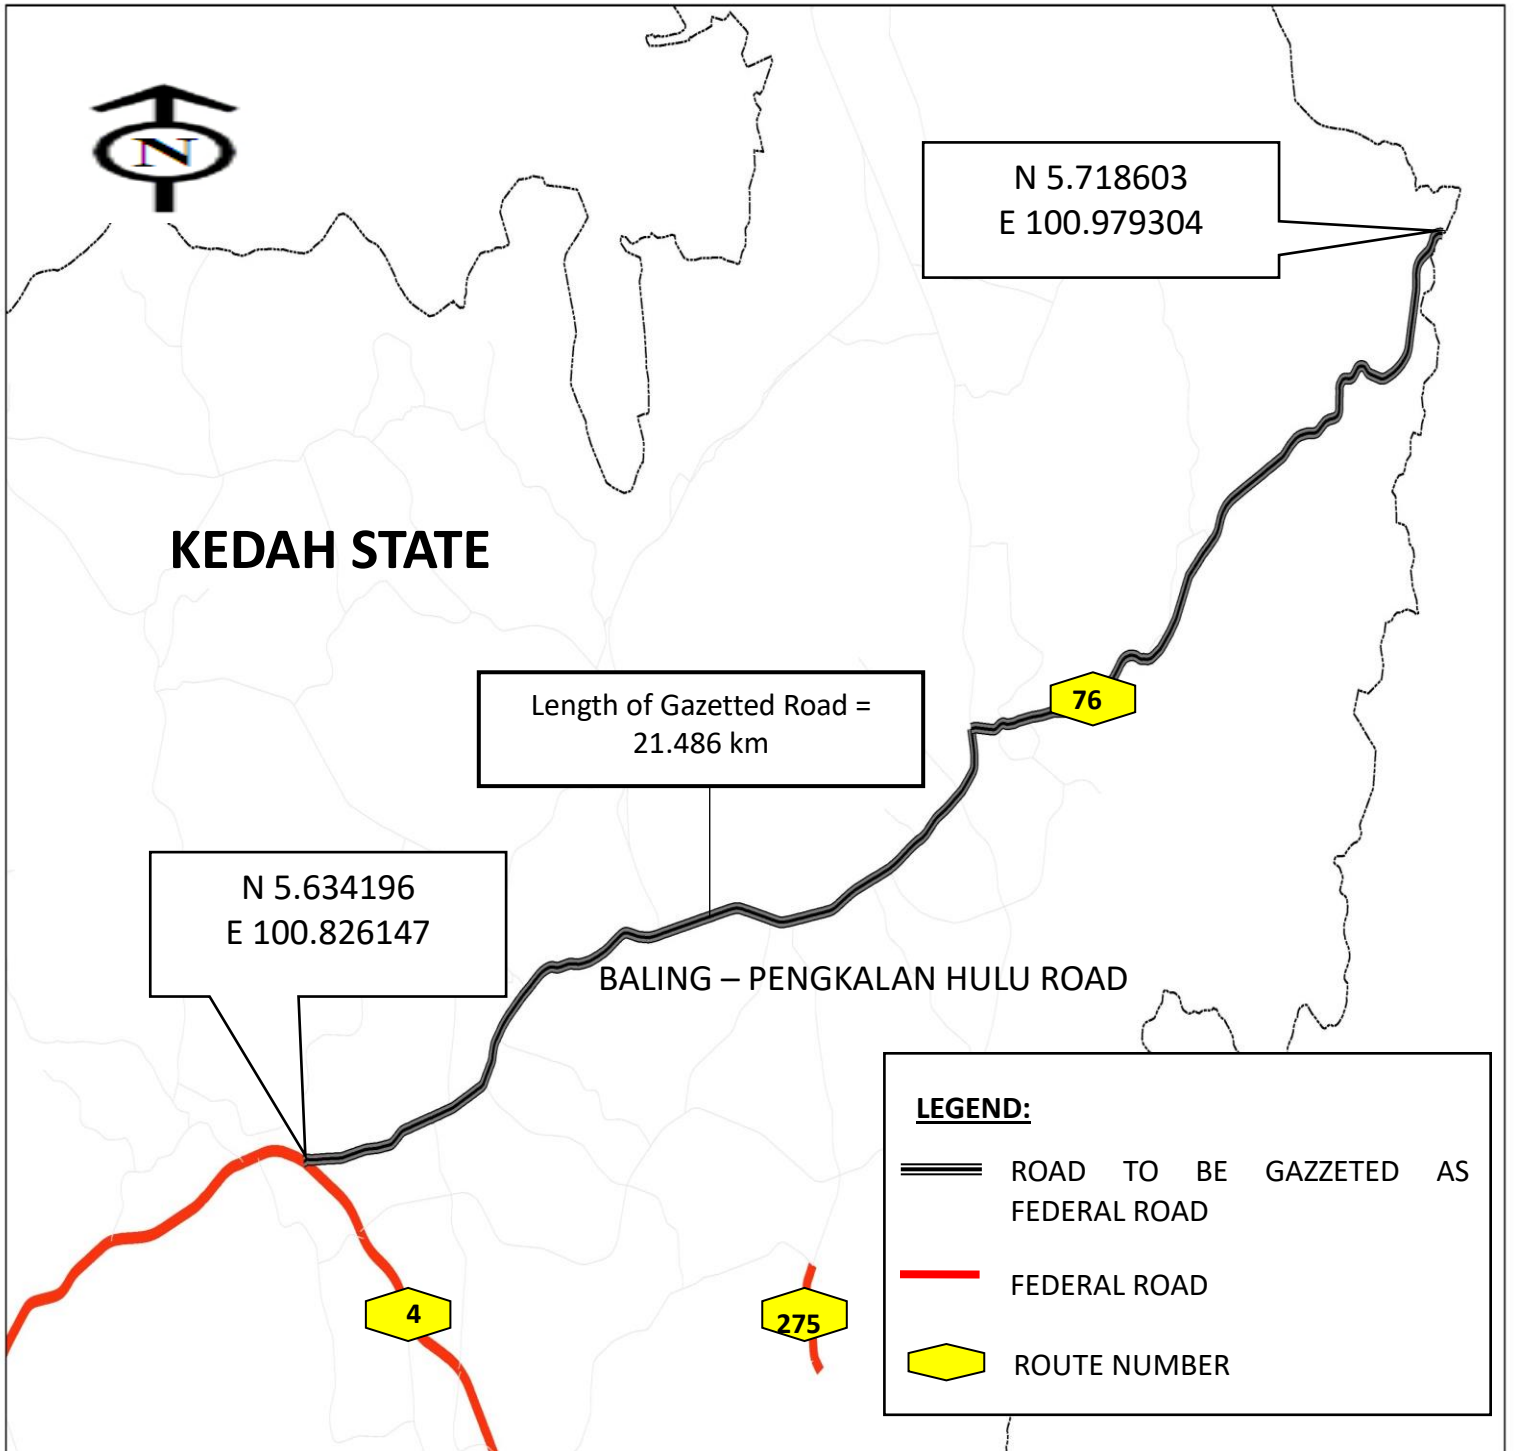 N
N 5.718603
E 100.979304
KEDAH STATE
Length of Gazetted Road =
21.486 km
76
N 5.634196
E 100.826147
BALING – PENGKALAN HULU ROAD
LEGEND:
ROAD TO BE GAZZETED AS
FEDERAL ROAD
FEDERAL ROAD
ROUTE NUMBER
4
275